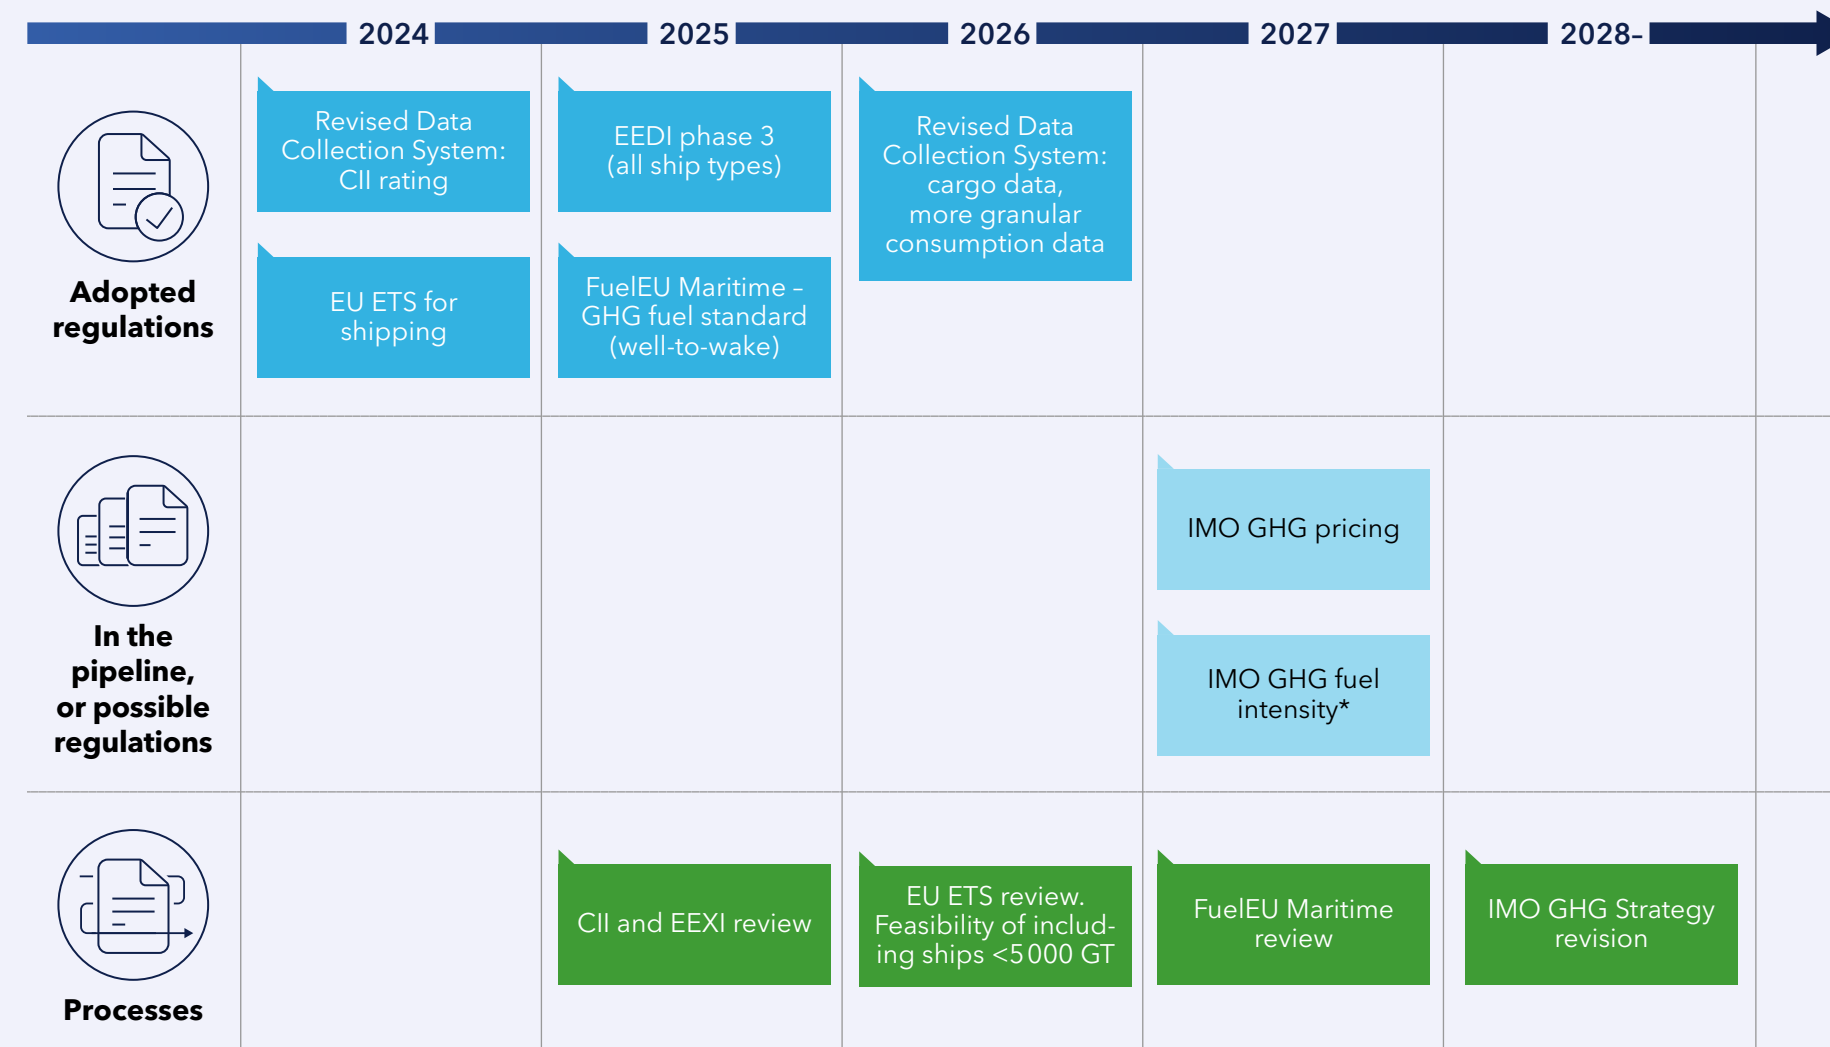 2024
2025
2026
2027
2028–
Adopted
regulations
Revised Data
Collection System:
CII rating
EU ETS for
shipping
EEDI phase 3
(all ship types)
FuelEU Maritime –
GHG fuel standard
(well-to-wake)
Revised Data
Collection System:
cargo data,
more granular
consumption data
In the
pipeline,
or possible
regulations
IMO GHG pricing
IMO GHG fuel
intensity*
Processes
CII and EEXI review
EU ETS review.
Feasibility of includ-
ing ships <5 000 GT
FuelEU Maritime
review
IMO GHG Strategy
revision